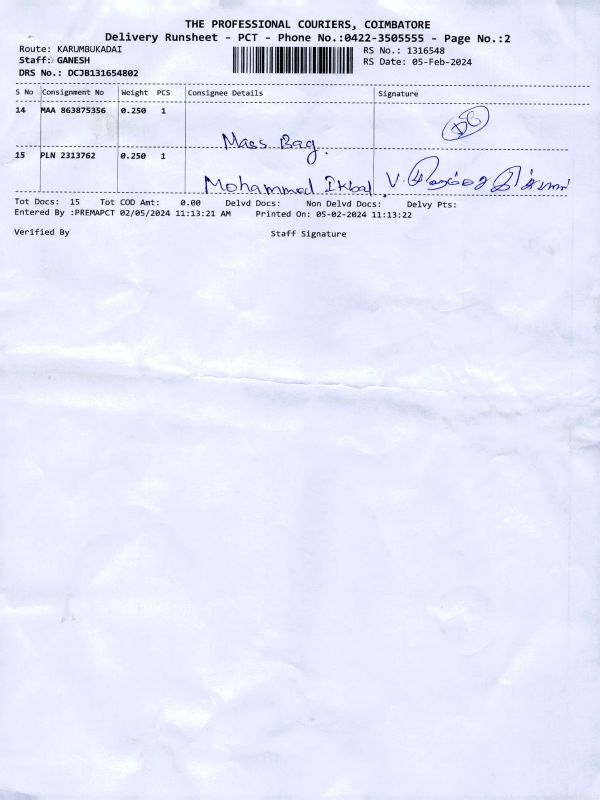 THE PROFESSIONAL COURIERS, COIMBATORE
Delivery Runsheet - PCT - Phone No.:0422-3505555 - Page No.:2
Route: KARUMBUKADAI RS No.: 1316548
Staff: GANESH RS Date: 05-Feb-2024
DRS No.: DCJB131654802
S No Consignment No Weight PCS Consignee Details Signature
14 MAA 863875356 0.250 1
Mass Bag.
15 PLN 2313762 0.250 1
Mohammed Ikbal V.
Tot Docs: 15 Tot COD Amt: 0.00 Delvd Docs: Non Delvd Docs: Delvy Pts:
Entered By :PREMAPCT 02/05/2024 11:13:21 AM Printed On: 05-02-2024 11:13:22
Verified By Staff Signature